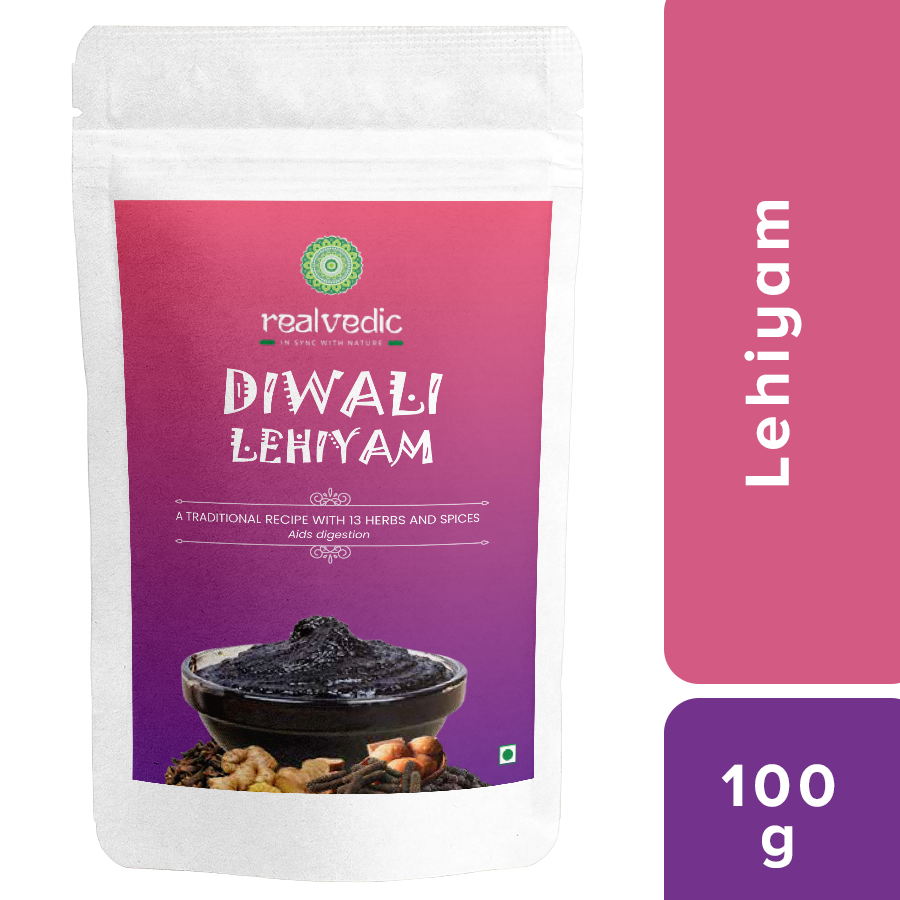 realvedic
IN SYNC WITH NATURE
DIWALI
LEHIYAM
A TRADITIONAL RECIPE WITH 13 HERBS AND SPICES
Aids digestion
Lehiyam
100
g